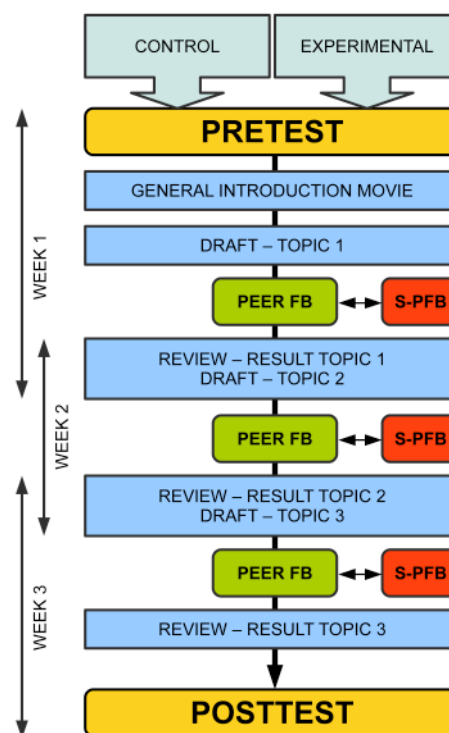 CONTROL
EXPERIMENTAL
PRETEST
GENERAL INTRODUCTION MOVIE
DRAFT – TOPIC 1
WEEK 1
PEER FB
S-PFB
REVIEW – RESULT TOPIC 1
DRAFT – TOPIC 2
WEEK 2
PEER FB
S-PFB
REVIEW – RESULT TOPIC 2
DRAFT – TOPIC 3
WEEK 3
PEER FB
S-PFB
REVIEW – RESULT TOPIC 3
POSTTEST